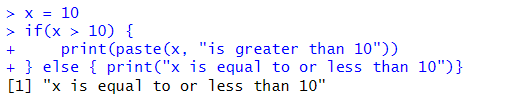 > x = 10
> if(x > 10) {
+     print(paste(x, "is greater than 10"))
+ } else { print("x is equal to or less than 10")}
[1] "x is equal to or less than 10"